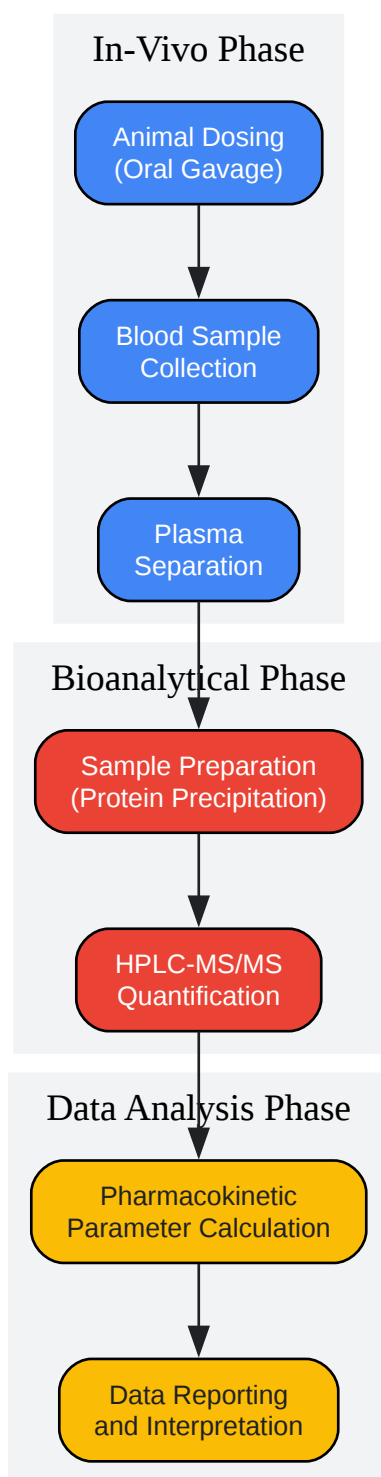 In-Vivo Phase
Animal Dosing
(Oral Gavage)
Blood Sample
Collection
Plasma
Separation
Bioanalytical Phase
Sample Preparation
(Protein Precipitation)
HPLC-MS/MS
Quantification
Data Analysis Phase
Pharmacokinetic
Parameter Calculation
Data Reporting
and Interpretation